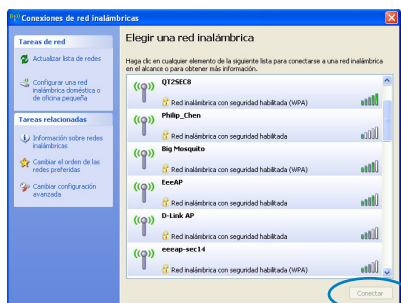 Conexiones de red inalámbricas
Tareas de red
Actualizar lista de redes
Configurar una red
inalámbrica doméstica o
de oficina pequeña
Tareas relacionadas
Información sobre redes
inalámbricas
Cambiar el orden de las
redes preferidas
Cambiar configuración
avanzada
Elegir una red inalámbrica
Haga clic en cualquier elemento de la siguiente lista para conectarse a una red inalámbrica
en el alcance o para obtener más información.
QT2SEC8
Red inalámbrica con seguridad habilitada (WPA)
Philip_Chen
Red inalámbrica con seguridad habilitada
Big Mosquito
Red inalámbrica con seguridad habilitada (WPA)
EeeAP
Red inalámbrica con seguridad habilitada
D-Link AP
Red inalámbrica con seguridad habilitada
eeeap-sec14
Red inalámbrica con seguridad habilitada (WPA)
Conectar